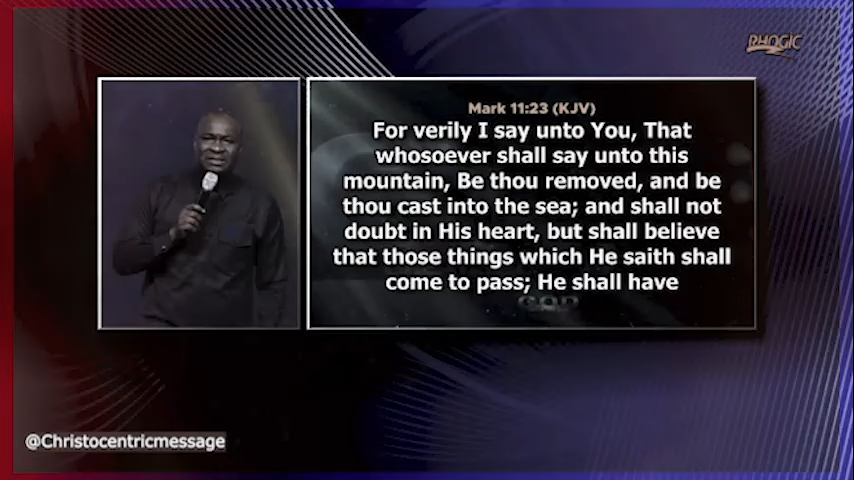 RHOGIC
Mark 11:23 (KJV)
For verily I say unto You, That
whosoever shall say unto this
mountain, Be thou removed, and be
thou cast into the sea; and shall not
doubt in His heart, but shall believe
that those things which He saith shall
come to pass; He shall have
GOD
@Christocentricmessage